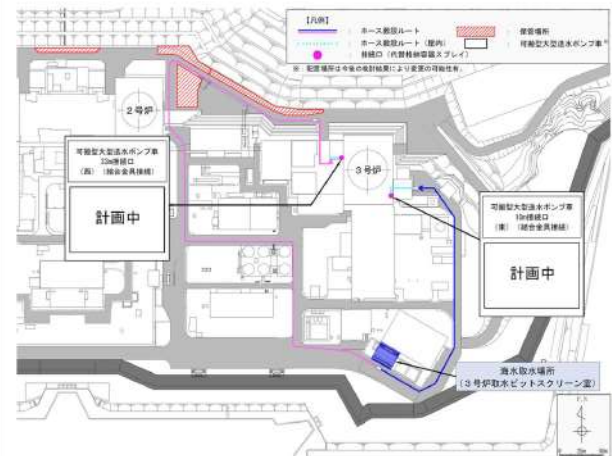 【凡例】
: ホース敷設ルート
: 保管場所
: ホース敷設ルート（屋内）
: 可搬型大型送水ポンプ車※
: 接続口（代替格納容器スプレイ）
※：配置場所は今後の検討結果により変更の可能性有。
2号炉
可搬型大型送水ポンプ車
33m接続口
（西）（結合金具接続）
計画中
3号炉
可搬型大型送水ポンプ車
10m接続口
（東）（結合金具接続）
計画中
海水取水場所
（3号炉取水ピットスクリーン室）
P.N